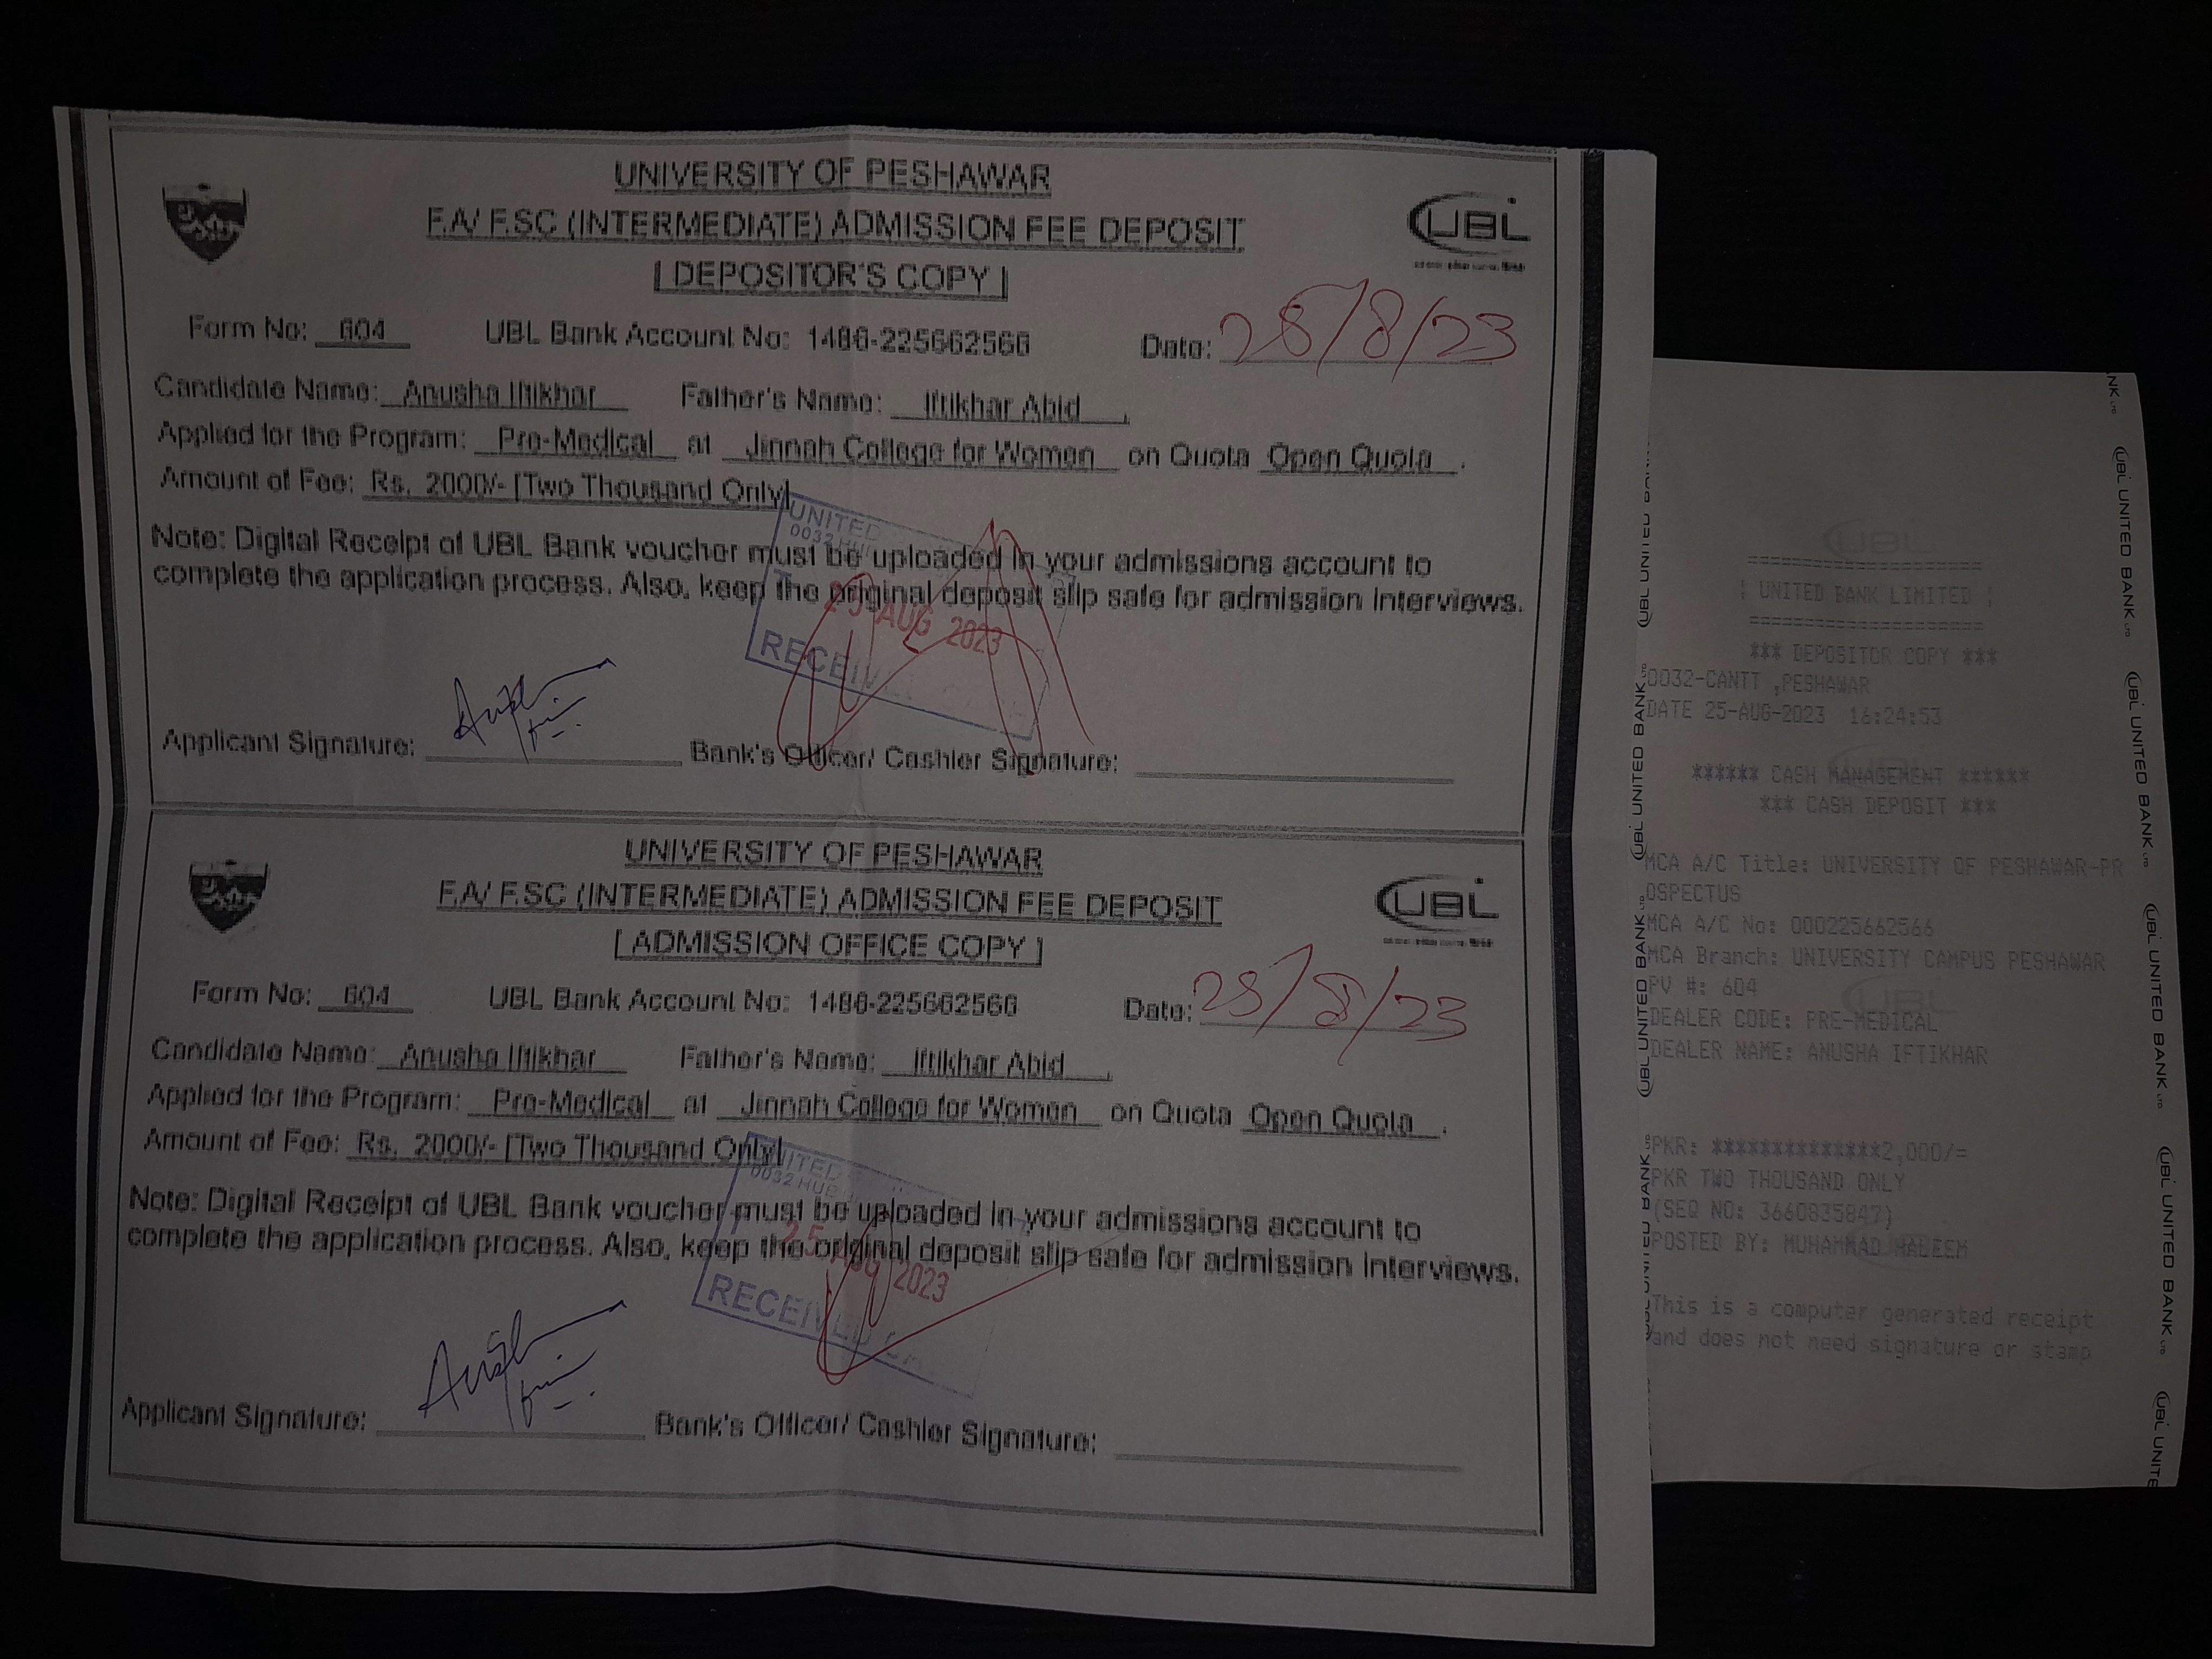 UNIVERSITY OF PESHAWAR
F.A/ F.SC (INTERMEDIATE) ADMISSION FEE DEPOSIT
[ DEPOSITOR'S COPY ]
UBL
Form No: 604 UBL Bank Account No: 1486-225662566 Date: 25/8/23
Candidate Name: Anusha Iftikhar Father's Name: Iftikhar Abid ,
Applied for the Program: Pre-Medical at Jinnah College for Women on Quota Open Quota .
Amount of Fee: Rs. 2000/- [Two Thousand Only]
Note: Digital Receipt of UBL Bank voucher must be uploaded in your admissions account to
complete the application process. Also, keep the original deposit slip safe for admission interviews.
UNITED
0032 HUB
25 AUG 2023
RECEIVED
Applicant Signature: Bank's Officer/ Cashier Signature:
UNIVERSITY OF PESHAWAR
F.A/ F.SC (INTERMEDIATE) ADMISSION FEE DEPOSIT
[ ADMISSION OFFICE COPY ]
UBL
Form No: 604 UBL Bank Account No: 1486-225662566 Date: 25/8/23
Candidate Name: Anusha Iftikhar Father's Name: Iftikhar Abid ,
Applied for the Program: Pre-Medical at Jinnah College for Women on Quota Open Quota .
Amount of Fee: Rs. 2000/- [Two Thousand Only]
Note: Digital Receipt of UBL Bank voucher must be uploaded in your admissions account to
complete the application process. Also, keep the original deposit slip safe for admission interviews.
UNITED
0032 HUB
25 AUG 2023
RECEIVED
Applicant Signature: Bank's Officer/ Cashier Signature:
UBL
=====================
| UNITED BANK LIMITED |
=====================
*** DEPOSITOR COPY ***
0032-CANTT ,PESHAWAR
DATE 25-AUG-2023 16:24:53
****** CASH MANAGEMENT ******
*** CASH DEPOSIT ***
MCA A/C Title: UNIVERSITY OF PESHAWAR-PR
OSPECTUS
MCA A/C No: 000225662566
MCA Branch: UNIVERSITY CAMPUS PESHAWAR
PV #: 604
DEALER CODE: PRE-MEDICAL
DEALER NAME: ANUSHA IFTIKHAR
PKR: **************2,000/=
PKR TWO THOUSAND ONLY
(SEQ NO: 3660835847)
POSTED BY: MUHAMMAD HALEEM
This is a computer generated receipt
and does not need signature or stamp
UBL UNITED BANK LTD
UBL UNITED BANK LTD